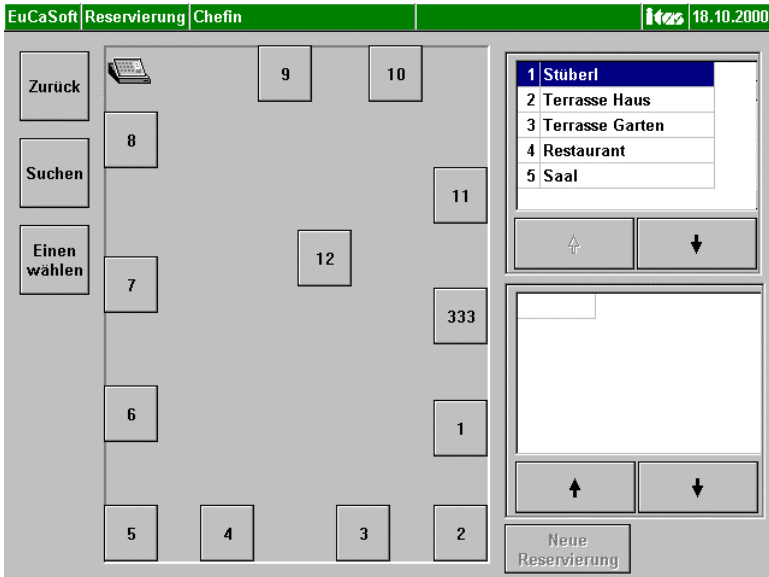 EuCaSoft Reservierung Chefin ites 18.10.2000
Zurück
Suchen
Einen
wählen
9 10
8
11
12
7
333
6
1
5 4 3 2
1 Stüberl
2 Terrasse Haus
3 Terrasse Garten
4 Restaurant
5 Saal
Neue
Reservierung